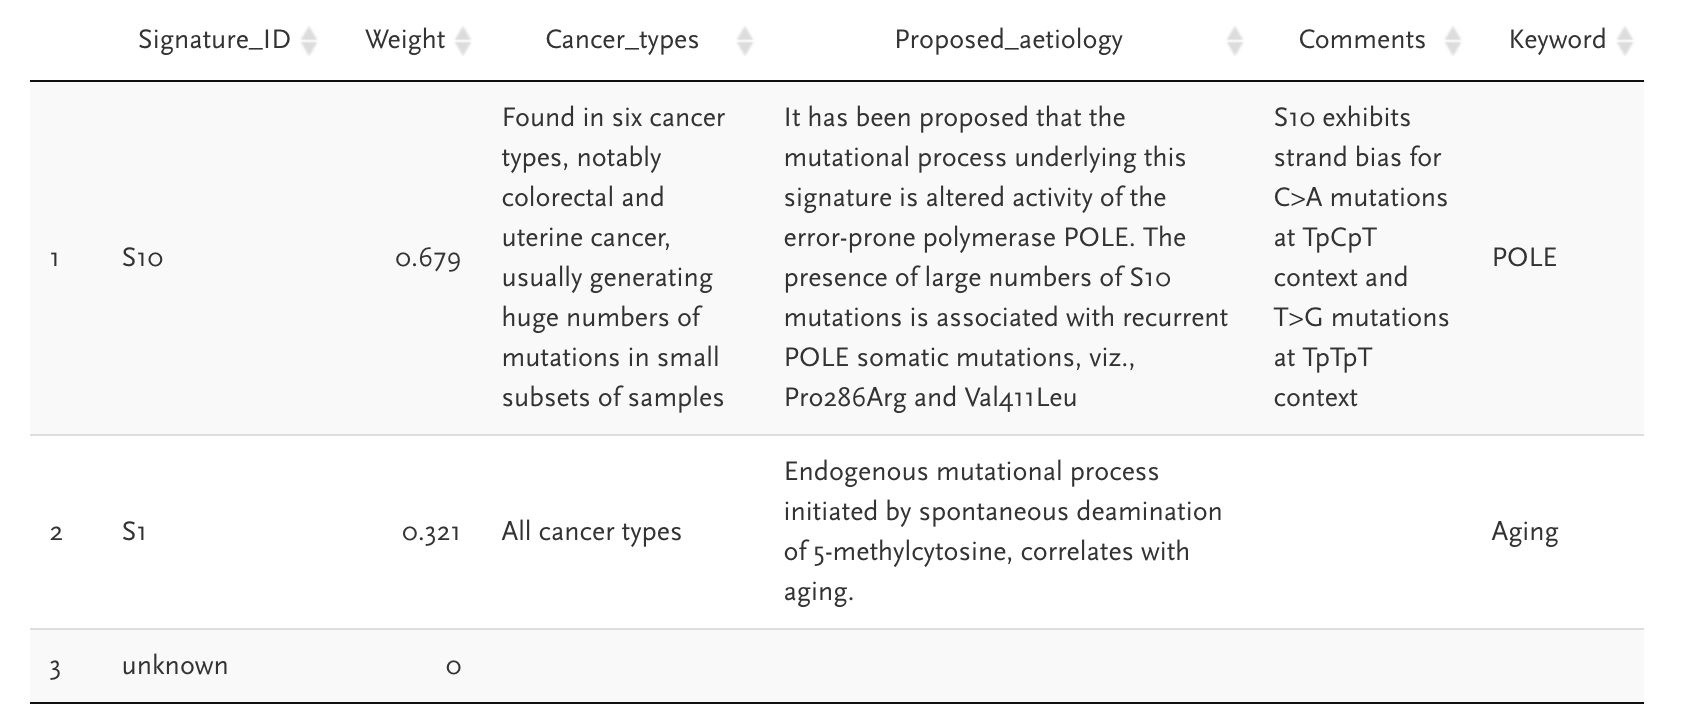 Signature_ID Weight Cancer_types Proposed_aetiology Comments Keyword
1 S10 0.679
Found in six cancer
types, notably
colorectal and
uterine cancer,
usually generating
huge numbers of
mutations in small
subsets of samples
It has been proposed that the
mutational process underlying this
signature is altered activity of the
error-prone polymerase POLE. The
presence of large numbers of S10
mutations is associated with recurrent
POLE somatic mutations, viz.,
Pro286Arg and Val411Leu
S10 exhibits
strand bias for
C>A mutations
at TpCpT
context and
T>G mutations
at TpTpT
context
POLE
2 S1 0.321 All cancer types
Endogenous mutational process
initiated by spontaneous deamination
of 5-methylcytosine, correlates with
aging.
Aging
3 unknown 0